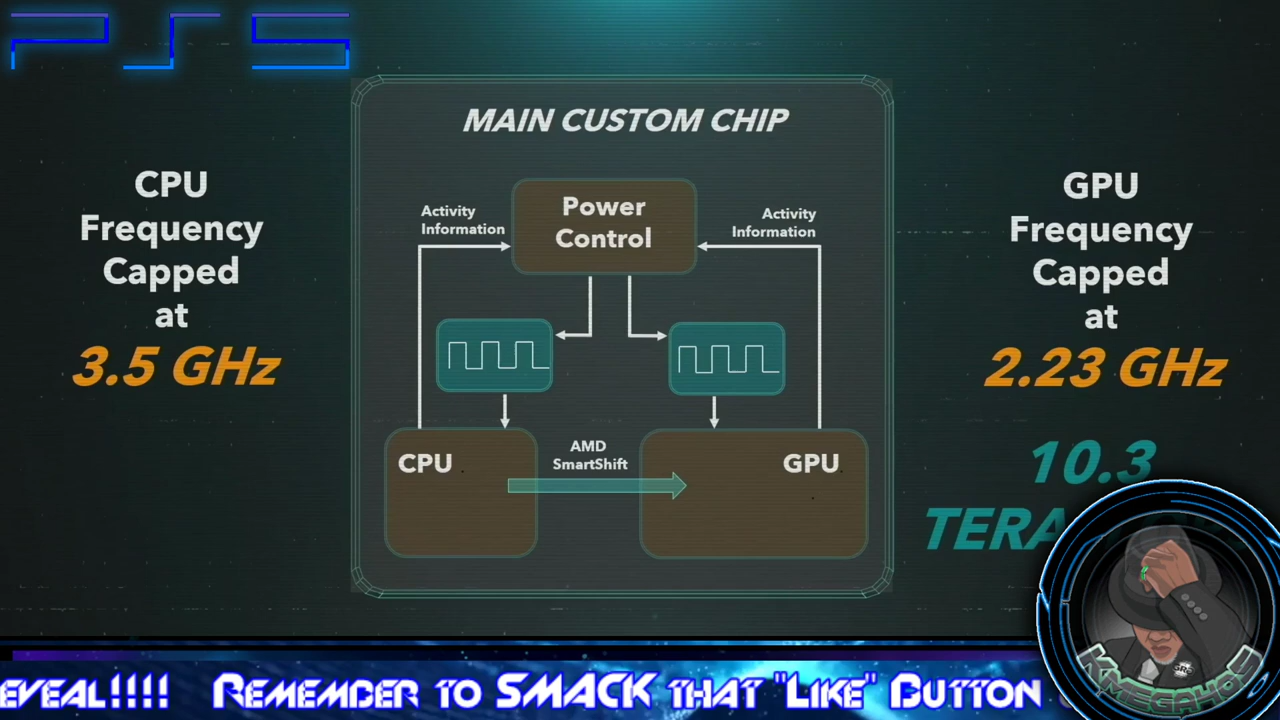 PS5
MAIN CUSTOM CHIP
CPU
Frequency
Capped
at
3.5 GHz
Activity
Information
Power
Control
Activity
Information
GPU
Frequency
Capped
at
2.23 GHz
CPU
AMD
SmartShift
GPU
10.3
KMEGAHOY
REMEMBER TO SMACK THAT "LIKE" BUTTON